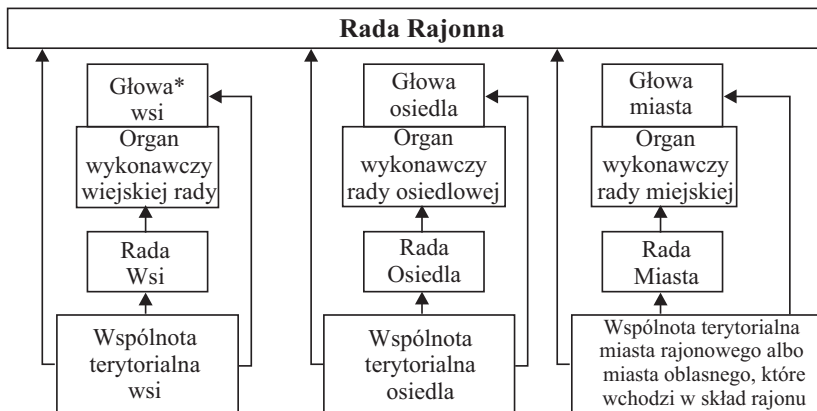 Rada Rajonna
Głowa*
wsi
Organ
wykonawczy
wiejskiej rady
Rada
Wsi
Wspólnota
terytorialna
wsi
Głowa
osiedla
Organ
wykonawczy
rady osiedlowej
Rada
Osiedla
Wspólnota
terytorialna
osiedla
Głowa
miasta
Organ
wykonawczy
rady miejskiej
Rada
Miasta
Wspólnota terytorialna
miasta rajonowego albo
miasta oblasnego, które
wchodzi w skład rajonu